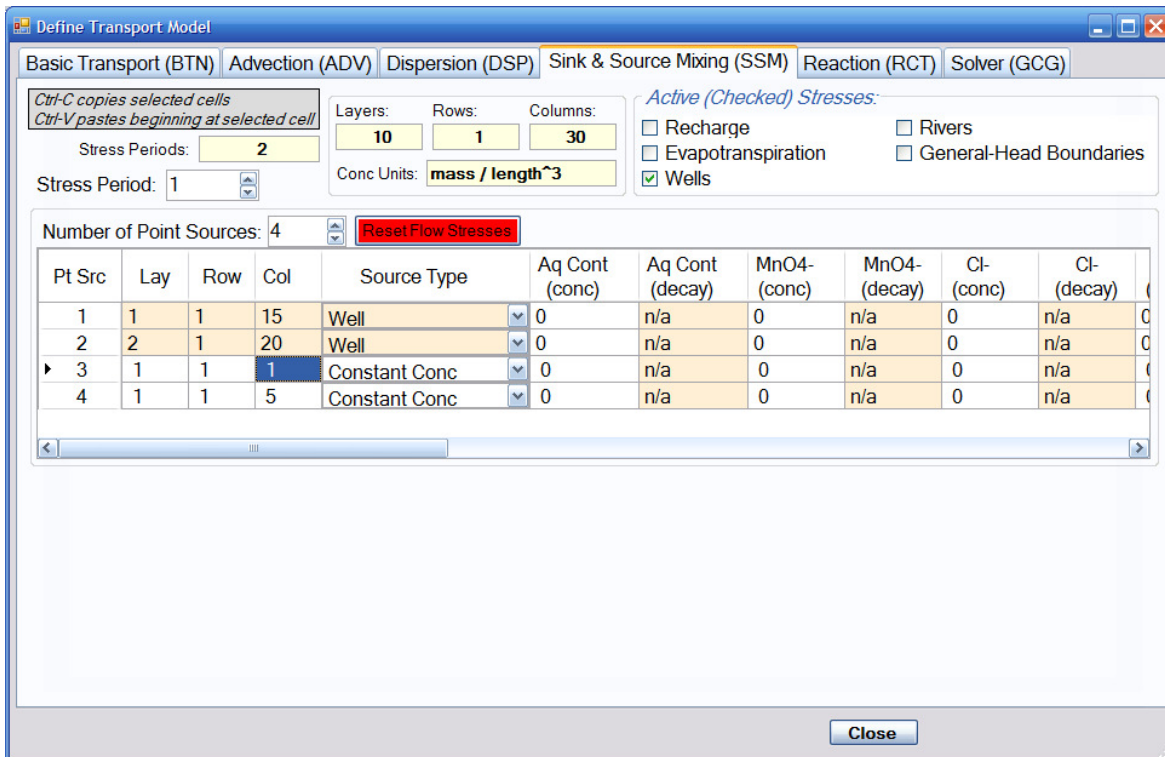 Define Transport Model
Basic Transport (BTN) Advection (ADV) Dispersion (DSP) Sink & Source Mixing (SSM) Reaction (RCT) Solver (GCG)
Ctrl-C copies selected cells
Ctrl-V pastes beginning at selected cell
Stress Periods: 2
Stress Period: 1
Layers: Rows: Columns:
10 1 30
Conc Units: mass / length^3
Active (Checked) Stresses:
Recharge Rivers
Evapotranspiration General-Head Boundaries
Wells
Number of Point Sources: 4 Reset Flow Stresses
Pt Src Lay Row Col Source Type Aq Cont (conc) Aq Cont (decay) MnO4- (conc) MnO4- (decay) Cl- (conc) Cl- (decay)
1 1 1 15 Well 0 n/a 0 n/a 0 n/a 0
2 2 1 20 Well 0 n/a 0 n/a 0 n/a 0
3 1 1 1 Constant Conc 0 n/a 0 n/a 0 n/a
4 1 1 5 Constant Conc 0 n/a 0 n/a 0 n/a
Close